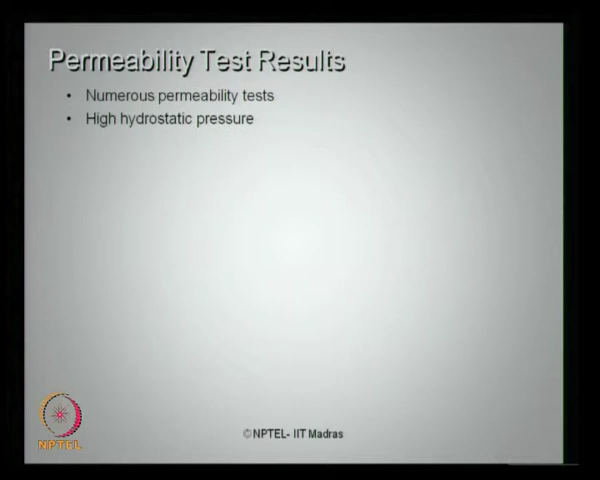 Permeability Test Results
• Numerous permeability tests
• High hydrostatic pressure
NPTEL
©NPTEL- IIT Madras